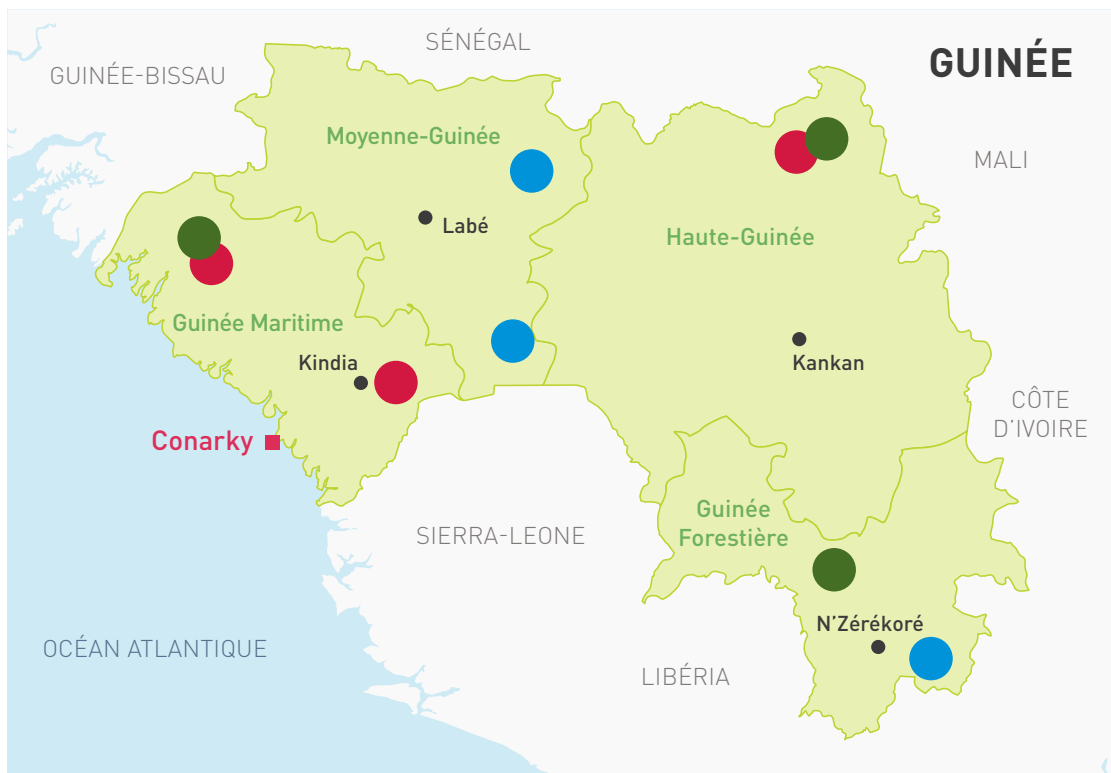 SÉNÉGAL
GUINÉE
GUINÉE-BISSAU
Moyenne-Guinée
MALI
Labé
Haute-Guinée
Guinée Maritime
Kindia
Kankan
CÔTE
D'IVOIRE
Conarky
Guinée
Forestière
SIERRA-LEONE
N'Zérékoré
OCÉAN ATLANTIQUE
LIBÉRIA